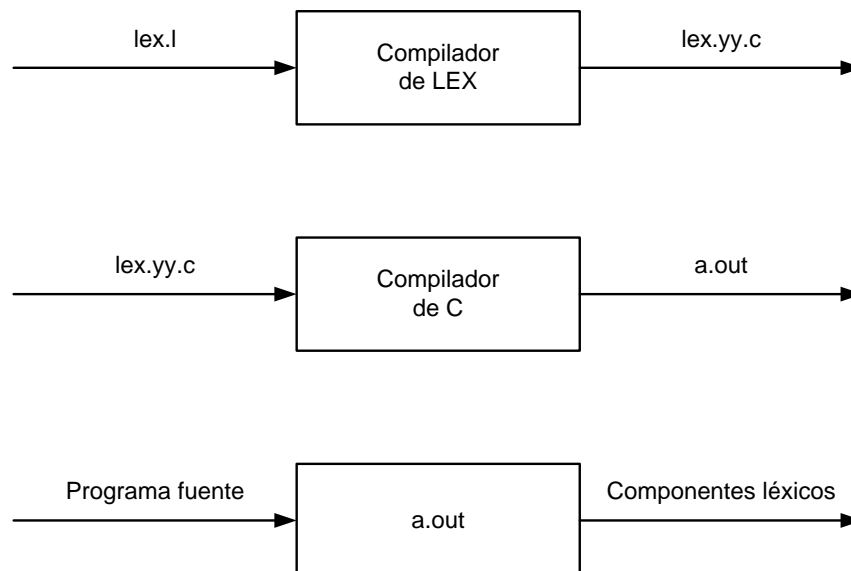 lex.l
Compilador
de LEX
lex.yy.c
lex.yy.c
Compilador
de C
a.out
Programa fuente
a.out
Componentes léxicos